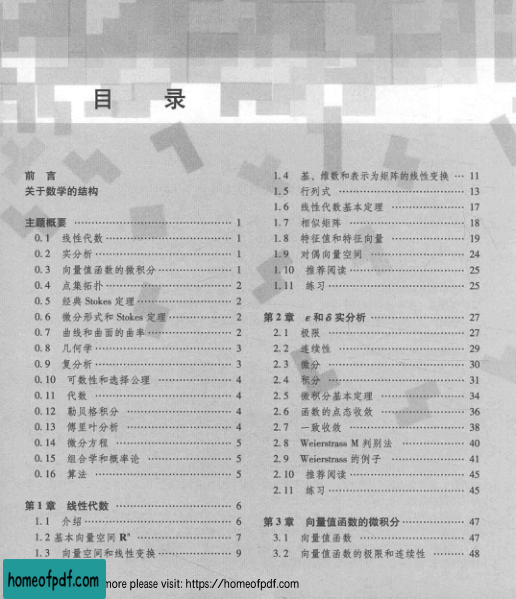 目 录
前 言
关于数学的结构
主题概要 …………………………… 1
0.1 线性代数 …………………………… 1
0.2 实分析 …………………………… 1
0.3 向量值函数的微积分 …………………………… 1
0.4 点集拓扑 …………………………… 2
0.5 经典 Stokes 定理 …………………………… 2
0.6 微分形式和 Stokes 定理 …………………………… 2
0.7 曲线和曲面的曲率 …………………………… 2
0.8 几何学 …………………………… 3
0.9 复分析 …………………………… 3
0.10 可数性和选择公理 …………………………… 4
0.11 代数 …………………………… 4
0.12 勒贝格积分 …………………………… 4
0.13 傅里叶分析 …………………………… 4
0.14 微分方程 …………………………… 5
0.15 组合学和概率论 …………………………… 5
0.16 算法 …………………………… 5
第 1 章 线性代数 …………………………… 6
1.1 介绍 …………………………… 6
1.2 基本向量空间 Rⁿ …………………………… 7
1.3 向量空间和线性变换 …………………………… 9
1.4 基、维数和表示为矩阵的线性变换 … 11
1.5 行列式 …………………………… 13
1.6 线性代数基本定理 …………………………… 17
1.7 相似矩阵 …………………………… 18
1.8 特征值和特征向量 …………………………… 19
1.9 对偶向量空间 …………………………… 24
1.10 推荐阅读 …………………………… 25
1.11 练习 …………………………… 25
第 2 章 ε 和 δ 实分析 …………………………… 27
2.1 极限 …………………………… 27
2.2 连续性 …………………………… 29
2.3 微分 …………………………… 30
2.4 积分 …………………………… 31
2.5 微积分基本定理 …………………………… 34
2.6 函数的点态收敛 …………………………… 36
2.7 一致收敛 …………………………… 38
2.8 Weierstrass M 判别法 …………………………… 40
2.9 Weierstrass 的例子 …………………………… 41
2.10 推荐阅读 …………………………… 45
2.11 练习 …………………………… 45
第 3 章 向量值函数的微积分 …………………………… 47
3.1 向量值函数 …………………………… 47
3.2 向量值函数的极限和连续性 ……… 48
homeofpdf.com
more please visit: https://homeofpdf.com